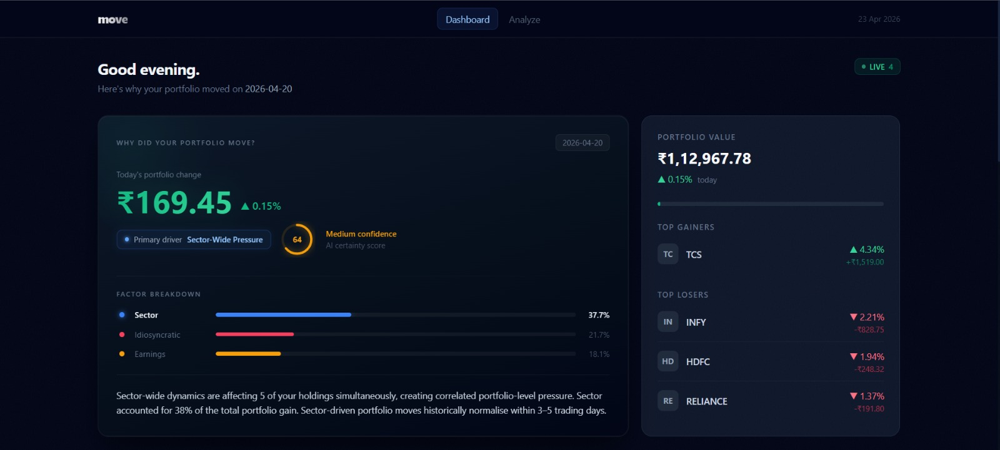 move
Dashboard
Analyze
23 Apr 2026
Good evening.
Here's why your portfolio moved on 2026-04-20
LIVE 4
WHY DID YOUR PORTFOLIO MOVE?
2026-04-20
Today's portfolio change
₹169.45 ▲ 0.15%
Primary driver Sector-Wide Pressure
64
Medium confidence
AI certainty score
FACTOR BREAKDOWN
Sector 37.7%
Idiosyncratic 21.7%
Earnings 18.1%
Sector-wide dynamics are affecting 5 of your holdings simultaneously, creating correlated portfolio-level pressure. Sector
accounted for 38% of the total portfolio gain. Sector-driven portfolio moves historically normalise within 3–5 trading days.
PORTFOLIO VALUE
₹1,12,967.78
▲ 0.15% today
TOP GAINERS
TC TCS ▲ 4.34%
+₹1,519.00
TOP LOSERS
IN INFY ▼ 2.21%
-₹828.75
HD HDFC ▼ 1.94%
-₹248.32
RE RELIANCE ▼ 1.37%
-₹191.80